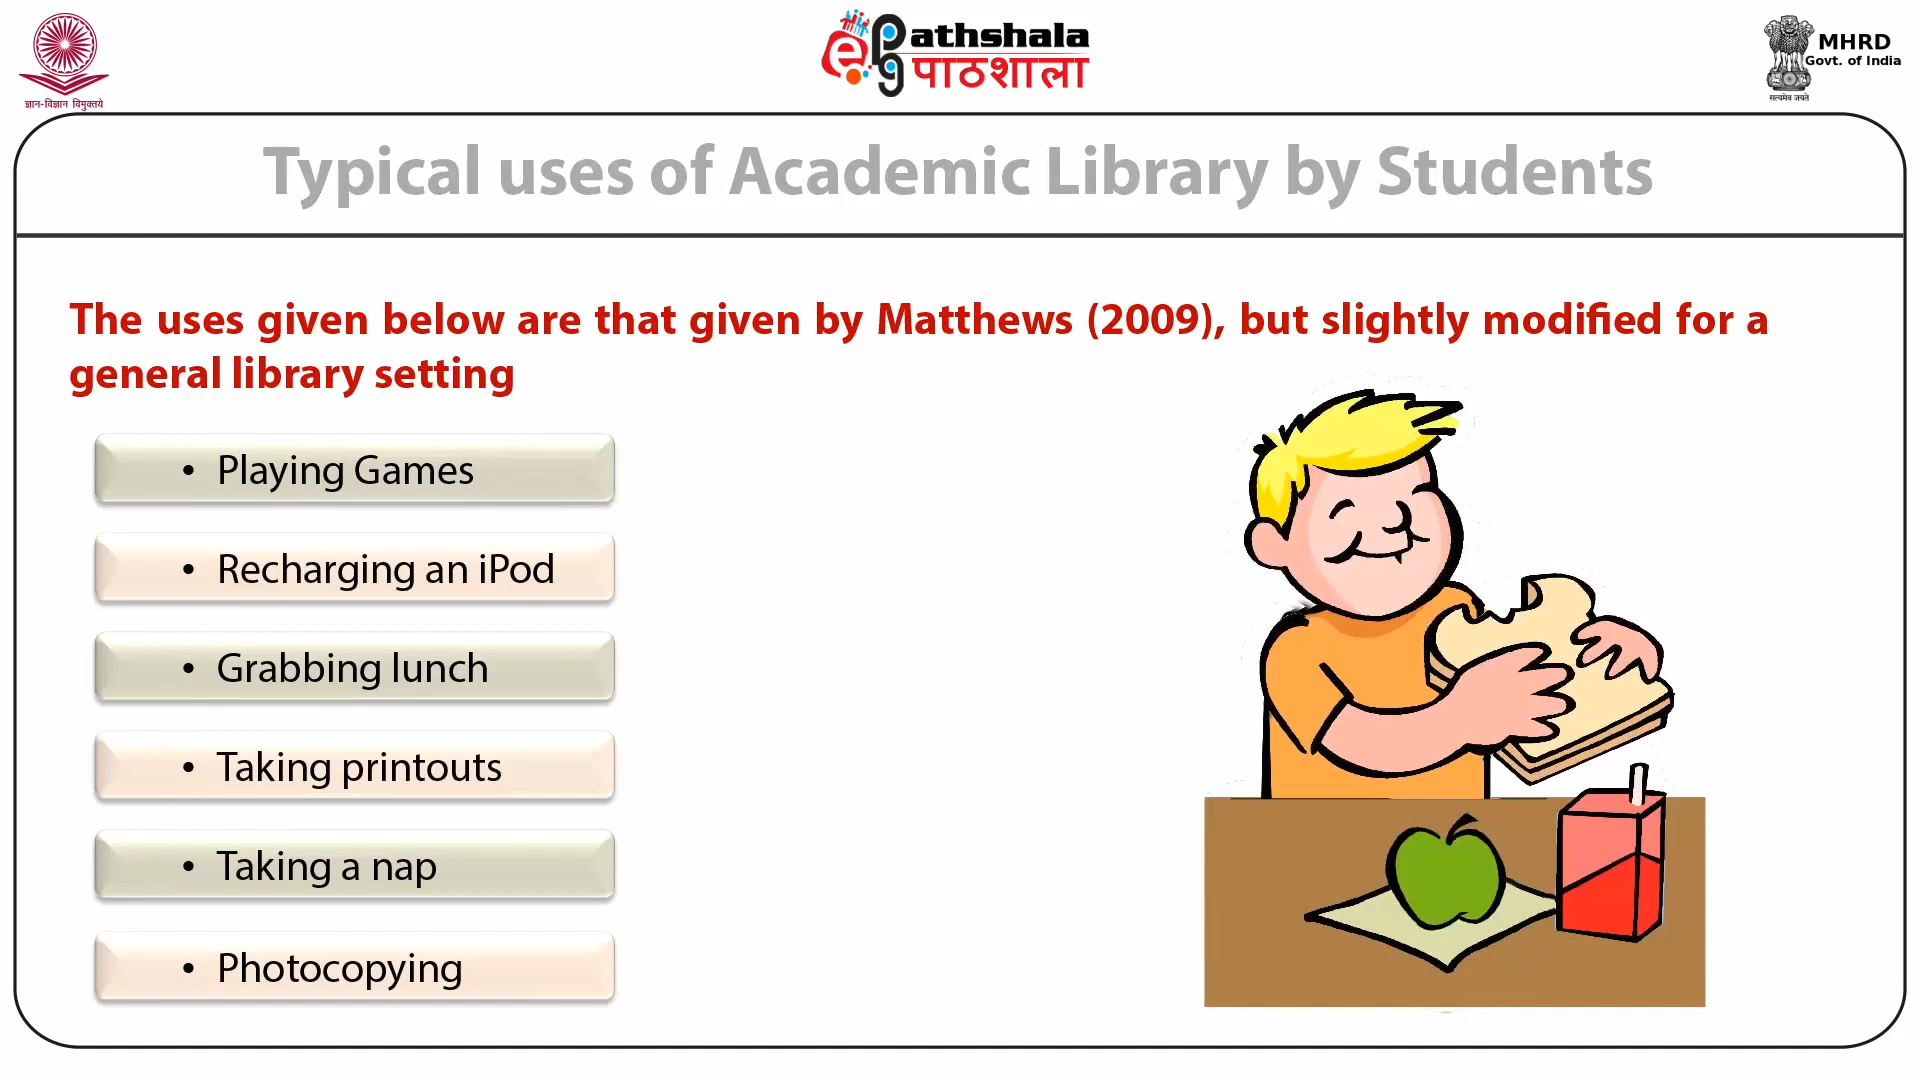 ज्ञान-विज्ञान विमुक्तये
ePathshala
पाठशाला
MHRD
Govt. of India
सत्यमेव जयते
Typical uses of Academic Library by Students
The uses given below are that given by Matthews (2009), but slightly modified for a
general library setting
• Playing Games
• Recharging an iPod
• Grabbing lunch
• Taking printouts
• Taking a nap
• Photocopying